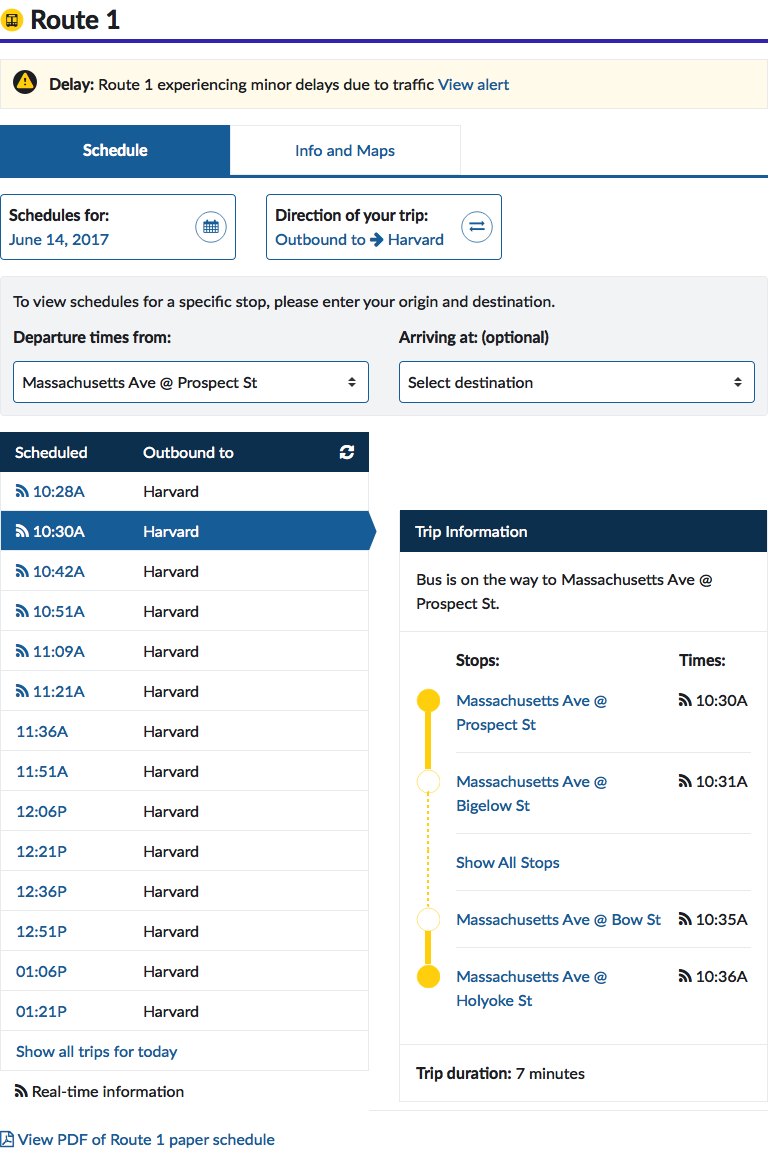 Route 1
Delay: Route 1 experiencing minor delays due to traffic View alert
Schedule
Info and Maps
Schedules for:
June 14, 2017
Direction of your trip:
Outbound to → Harvard
To view schedules for a specific stop, please enter your origin and destination.
Departure times from:
Massachusetts Ave @ Prospect St
Arriving at: (optional)
Select destination
Scheduled Outbound to
10:28A Harvard
10:30A Harvard
10:42A Harvard
10:51A Harvard
11:09A Harvard
11:21A Harvard
11:36A Harvard
11:51A Harvard
12:06P Harvard
12:21P Harvard
12:36P Harvard
12:51P Harvard
01:06P Harvard
01:21P Harvard
Show all trips for today
Real-time information
View PDF of Route 1 paper schedule
Trip Information
Bus is on the way to Massachusetts Ave @
Prospect St.
Stops: Times:
Massachusetts Ave @ 10:30A
Prospect St
Massachusetts Ave @ 10:31A
Bigelow St
Show All Stops
Massachusetts Ave @ Bow St 10:35A
Massachusetts Ave @ 10:36A
Holyoke St
Trip duration: 7 minutes